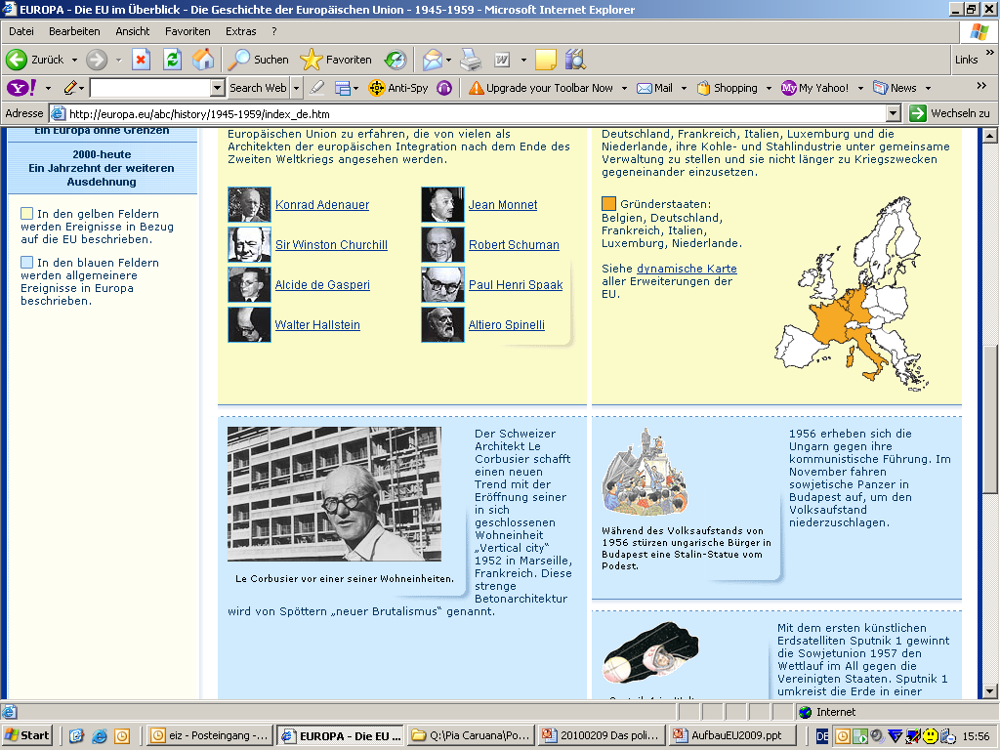 EUROPA - Die EU im Überblick - Die Geschichte der Europäischen Union - 1945-1959 - Microsoft Internet Explorer
Datei Bearbeiten Ansicht Favoriten Extras ?
Zurück Suchen Favoriten Links »
Y! Search Web Anti-Spy Upgrade your Toolbar Now Mail Shopping My Yahoo! News »
Adresse http://europa.eu/abc/history/1945-1959/index_de.htm Wechseln zu
Ein Europa ohne Grenzen
2000-heute
Ein Jahrzehnt der weiteren
Ausdehnung
In den gelben Feldern
werden Ereignisse in Bezug
auf die EU beschrieben.
In den blauen Feldern
werden allgemeinere
Ereignisse in Europa
beschrieben.
Europäischen Union zu erfahren, die von vielen als
Architekten der europäischen Integration nach dem Ende des
Zweiten Weltkriegs angesehen werden.
Konrad Adenauer
Jean Monnet
Sir Winston Churchill
Robert Schuman
Alcide de Gasperi
Paul Henri Spaak
Walter Hallstein
Altiero Spinelli
Deutschland, Frankreich, Italien, Luxemburg und die
Niederlande, ihre Kohle- und Stahlindustrie unter gemeinsame
Verwaltung zu stellen und sie nicht länger zu Kriegszwecken
gegeneinander einzusetzen.
Gründerstaaten:
Belgien, Deutschland,
Frankreich, Italien,
Luxemburg, Niederlande.
Siehe dynamische Karte
aller Erweiterungen der
EU.
Der Schweizer
Architekt Le
Corbusier schafft
einen neuen
Trend mit der
Eröffnung seiner
in sich
geschlossenen
Wohneinheit
„Vertical city“
1952 in Marseille,
Frankreich. Diese
strenge
Betonarchitektur
wird von Spöttern „neuer Brutalismus“ genannt.
Le Corbusier vor einer seiner Wohneinheiten.
1956 erheben sich die
Ungarn gegen ihre
kommunistische Führung. Im
November fahren
sowjetische Panzer in
Budapest auf, um den
Volksaufstand
niederzuschlagen.
Während des Volksaufstands von
1956 stürzen ungarische Bürger in
Budapest eine Stalin-Statue vom
Podest.
Mit dem ersten künstlichen
Erdsatelliten Sputnik 1 gewinnt
die Sowjetunion 1957 den
Wettlauf im All gegen die
Vereinigten Staaten. Sputnik 1
umkreist die Erde in einer
Internet
Start eiz - Posteingang -... EUROPA - Die EU ... Q:\Pia Caruana\Po... 20100209 Das poli... AufbauEU2009.ppt DE 15:56